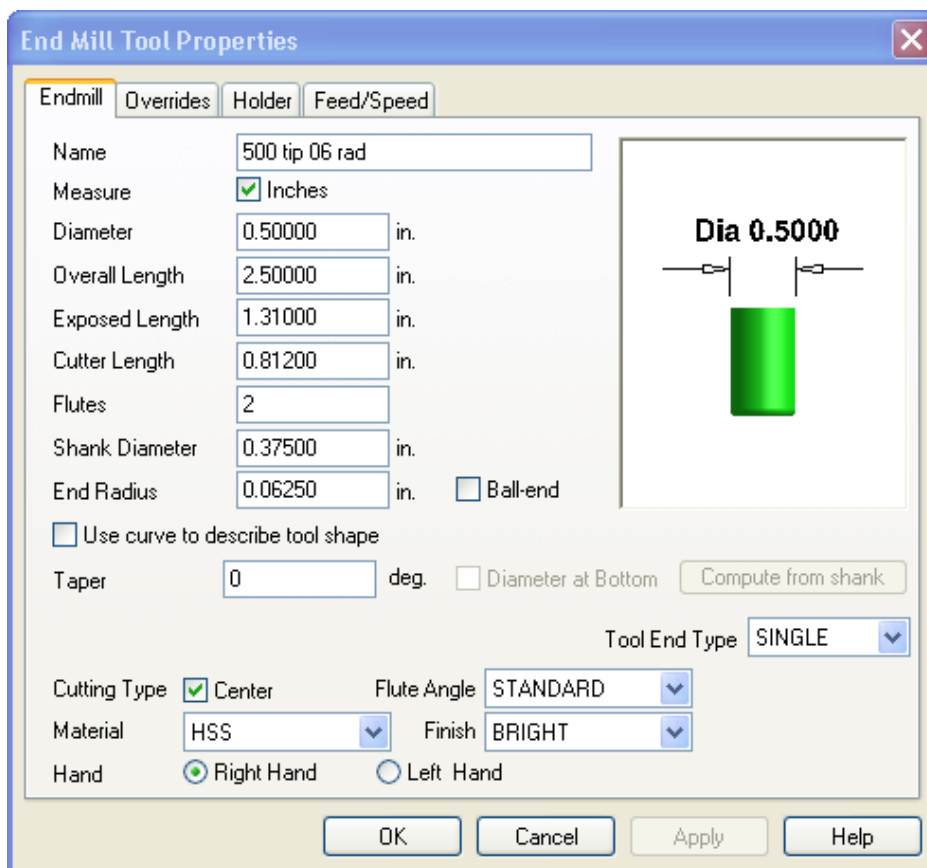 End Mill Tool Properties
Endmill Overrides Holder Feed/Speed
Name 500 tip 06 rad
Measure Inches
Dia 0.5000
Diameter 0.50000 in.
Overall Length 2.50000 in.
Exposed Length 1.31000 in.
Cutter Length 0.81200 in.
Flutes 2
Shank Diameter 0.37500 in.
End Radius 0.06250 in. Ball-end
Use curve to describe tool shape
Taper 0 deg. Diameter at Bottom Compute from shank
Tool End Type SINGLE
Cutting Type Center Flute Angle STANDARD
Material HSS Finish BRIGHT
Hand Right Hand Left Hand
OK Cancel Apply Help